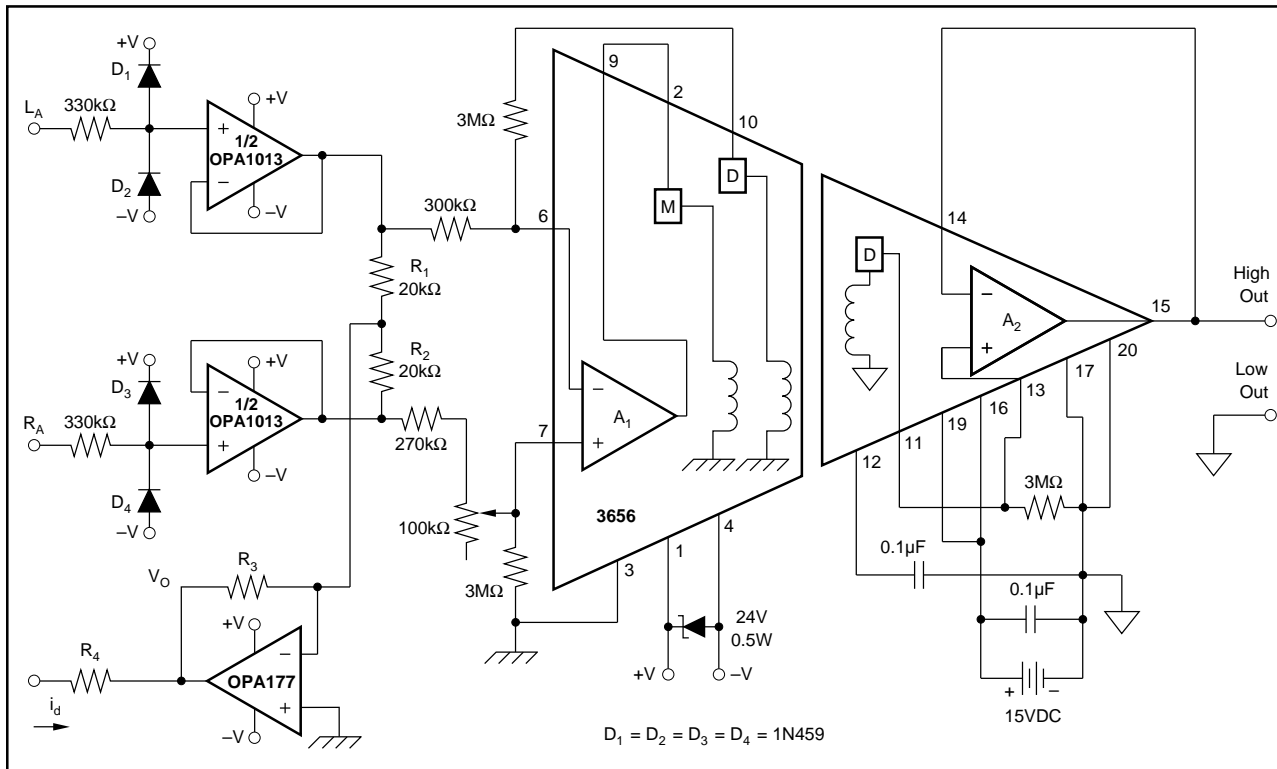 +V
D1
LA
330kΩ
+V
+
1/2
OPA1013
−
D2
−V
−V
R1
20kΩ
R2
20kΩ
300kΩ
3MΩ
+V
D3
+V
−
1/2
OPA1013
+
RA
330kΩ
D4
−V
−V
270kΩ
100kΩ
3MΩ
VO
R3
+V
−
OPA177
+
−V
R4
id
9
2
10
D
M
6
7
−
A1
+
3656
3
1
4
24V
0.5W
+V
−V
D1 = D2 = D3 = D4 = 1N459
14
D
−
A2
+
15
20
17
13
16
19
11
12
3MΩ
0.1µF
0.1µF
+
−
15VDC
High
Out
Low
Out